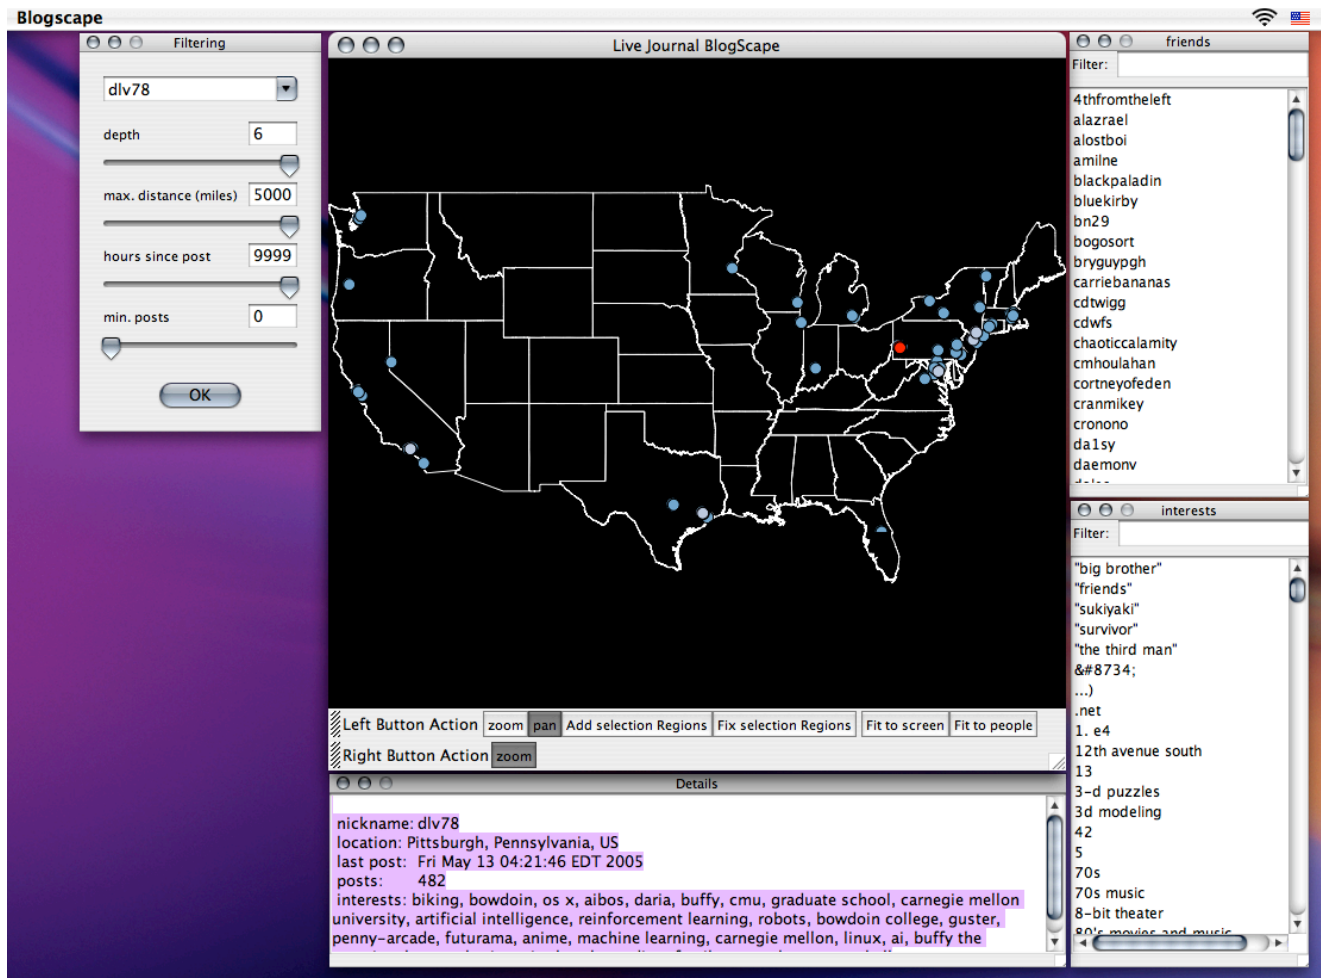 Blogscape
Filtering
dlv78
depth 6
max. distance (miles) 5000
hours since post 9999
min. posts 0
OK
Live Journal BlogScape
Left Button Action zoom pan Add selection Regions Fix selection Regions Fit to screen Fit to people
Right Button Action zoom
Details
nickname: dlv78
location: Pittsburgh, Pennsylvania, US
last post: Fri May 13 04:21:46 EDT 2005
posts: 482
interests: biking, bowdoin, os x, aibos, daria, buffy, cmu, graduate school, carnegie mellon
university, artificial intelligence, reinforcement learning, robots, bowdoin college, guster,
penny-arcade, futurama, anime, machine learning, carnegie mellon, linux, ai, buffy the
friends
Filter:
4thfromtheleft
alazrael
alostboi
amilne
blackpaladin
bluekirby
bn29
bogosort
bryguypgh
carriebananas
cdtwigg
cdwfs
chaoticcalamity
cmhoulahan
cortneyofeden
cranmikey
cronono
da1sy
daemonv
interests
Filter:
"big brother"
"friends"
"sukiyaki"
"survivor"
"the third man"
&#8734;
...)
.net
1. e4
12th avenue south
13
3-d puzzles
3d modeling
42
5
70s
70s music
8-bit theater
80's movies and music